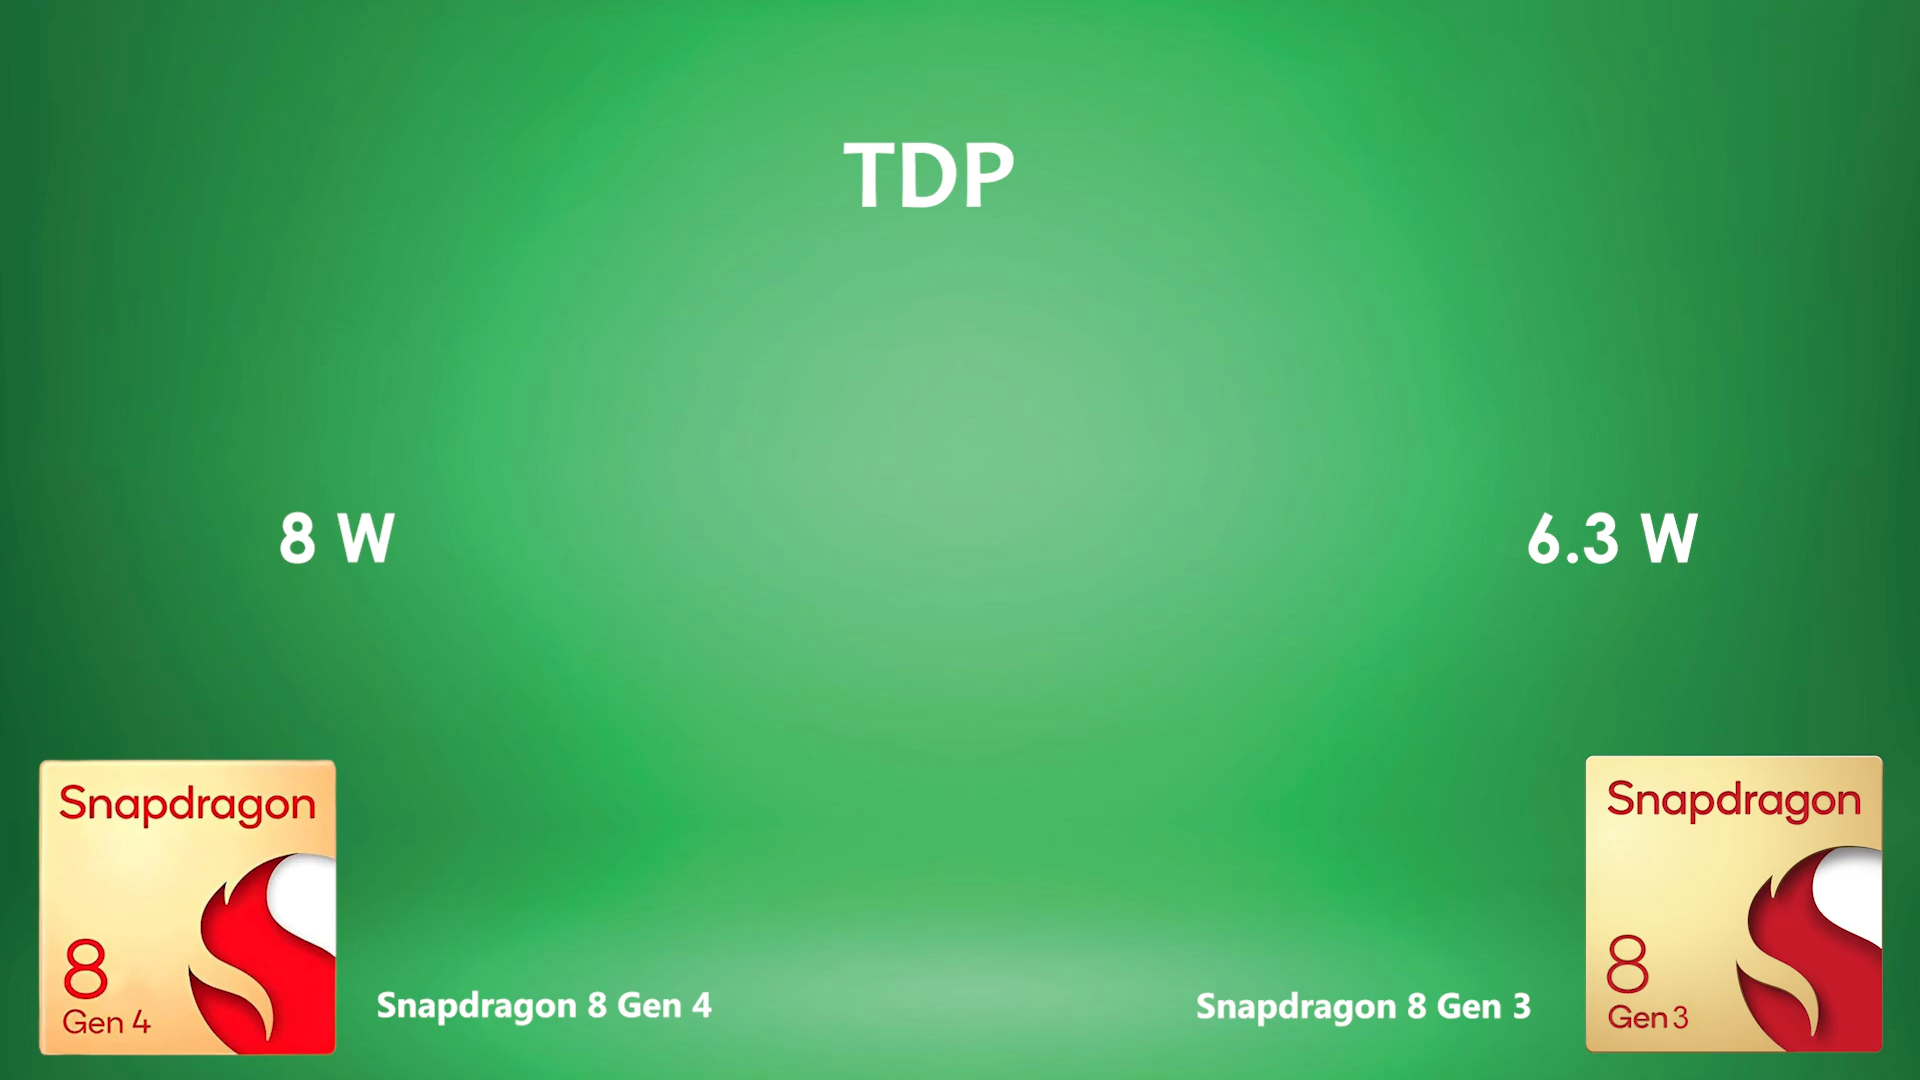 TDP
8 W
6.3 W
Snapdragon
8
Gen 4
Snapdragon 8 Gen 4
Snapdragon 8 Gen 3
Snapdragon
8
Gen 3